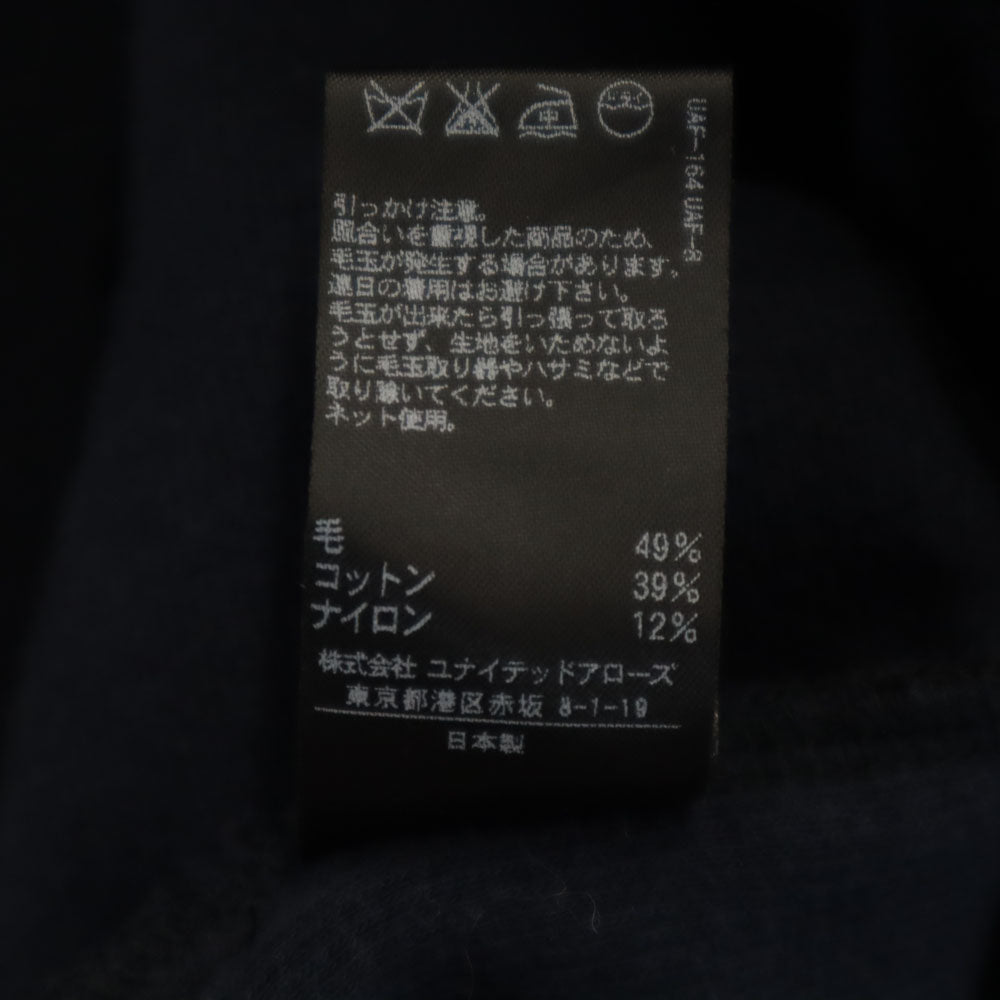 中
ドライ
UAF-164 UAF-8
引っかけ注意。
風合いを重視した商品のため、
毛玉が発生する場合があります。
連日の着用はお避け下さい。
毛玉が出来たら引っ張って取ろ
うとせず、生地をいためないよ
うに毛玉取り器やハサミなどで
取り除いてください。
ネット使用。
毛 49%
コットン 39%
ナイロン 12%
株式会社 ユナイテッドアローズ
東京都港区赤坂 8-1-19
日本製